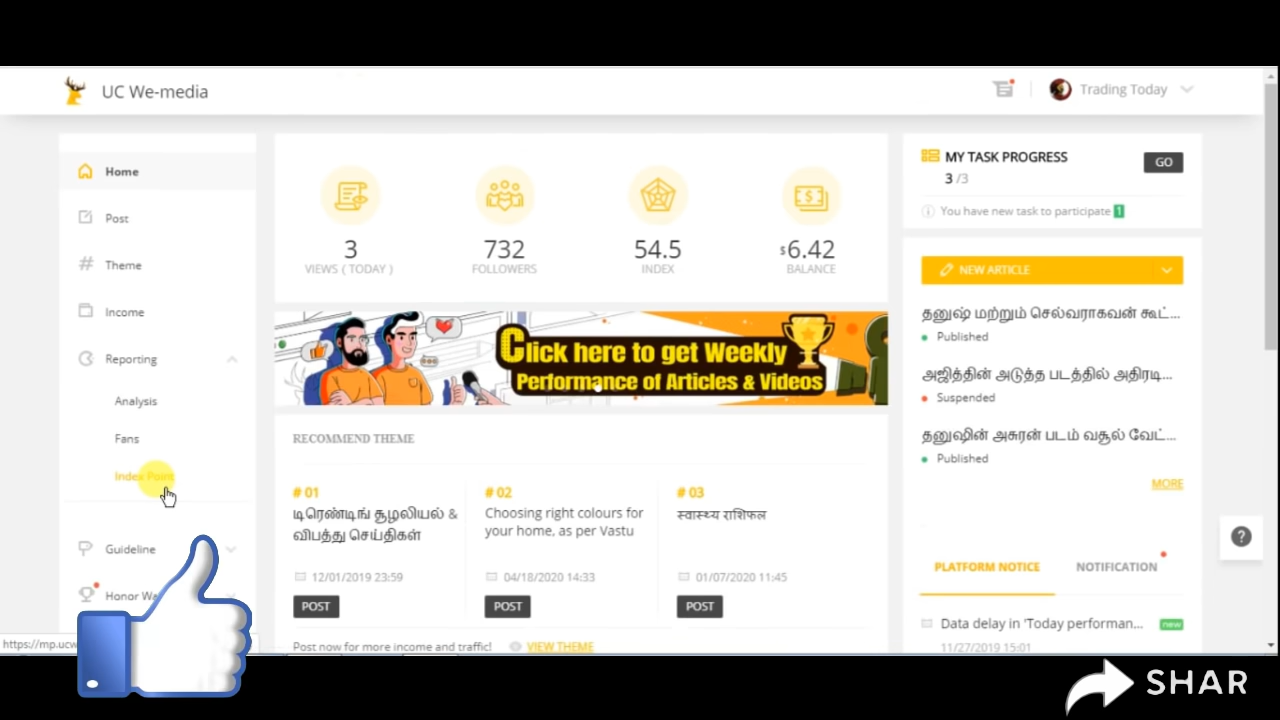 UC We-media
Trading Today
Home
Post
Theme
Income
Reporting
Analysis
Fans
Index Point
Guideline
Honor Wa
https://mp.ucw
3
VIEWS ( TODAY )
732
FOLLOWERS
54.5
INDEX
$6.42
BALANCE
Click here to get Weekly
Performance of Articles & Videos
RECOMMEND THEME
# 01
டிரெண்டிங் சூழலியல் &
விபத்து செய்திகள்
12/01/2019 23:59
POST
# 02
Choosing right colours for
your home, as per Vastu
04/18/2020 14:33
POST
# 03
स्वास्थ्य राशिफल
01/07/2020 11:45
POST
Post now for more income and traffic!
VIEW THEME
MY TASK PROGRESS
3 /3
GO
You have new task to participate 1
NEW ARTICLE
தனுஷ் மற்றும் செல்வராகவன் கூட்...
Published
அஜித்தின் அடுத்த படத்தில் அதிரடி...
Suspended
தனுஷின் அசுரன் படம் வசூல் வேட்...
Published
MORE
?
PLATFORM NOTICE
NOTIFICATION
Data delay in 'Today performan...
new
11/27/2019 15:01
SHAR